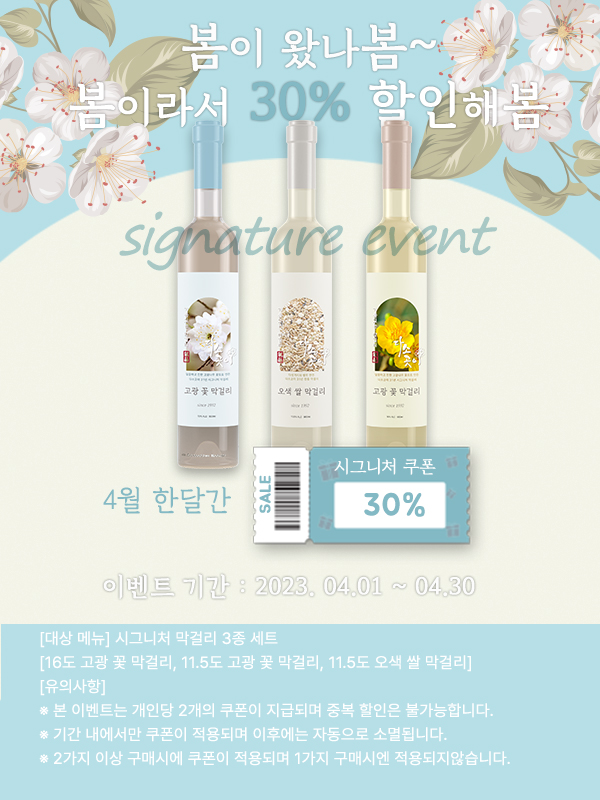 봄이 왔나봄~
봄이라서 30% 할인해봄
signature event
고광 꽃 막걸리
오색 쌀 막걸리
고광 꽃 막걸리
SALE
시그니처 쿠폰
30%
4월 한달간
이벤트 기간 : 2023. 04.01 ~ 04.30
[대상 메뉴] 시그니처 막걸리 3종 세트
[16도 고광 꽃 막걸리, 11.5도 고광 꽃 막걸리, 11.5도 오색 쌀 막걸리]
[유의사항]
※ 본 이벤트는 개인당 2개의 쿠폰이 지급되며 중복 할인은 불가능합니다.
※ 기간 내에서만 쿠폰이 적용되며 이후에는 자동으로 소멸됩니다.
※ 2가지 이상 구매시에 쿠폰이 적용되며 1가지 구매시엔 적용되지않습니다.